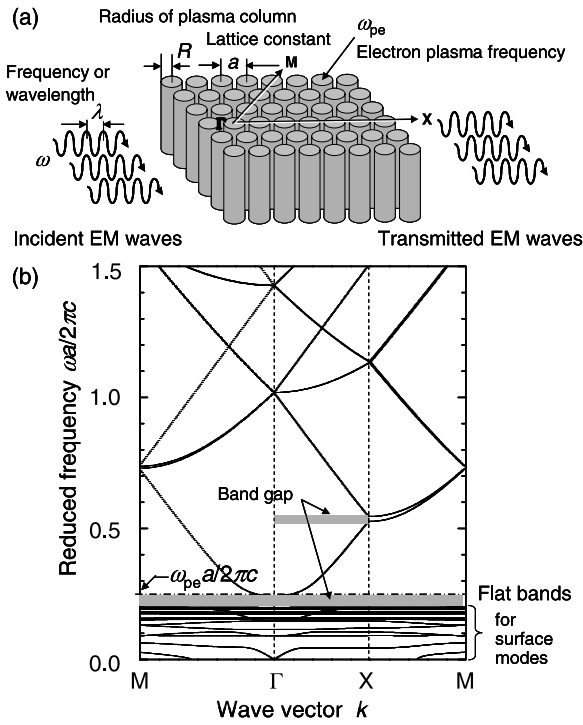 (a)
Radius of plasma column
Lattice constant
ω_pe
Electron plasma frequency
R
a
M
Frequency or
wavelength
λ
Γ
X
ω
Incident EM waves
Transmitted EM waves
(b)
Reduced frequency ωa/2πc
1.5
1.0
0.5
0.0
Band gap
ω_pe a/2πc
Flat bands
for
surface
modes
M
Γ
X
M
Wave vector k